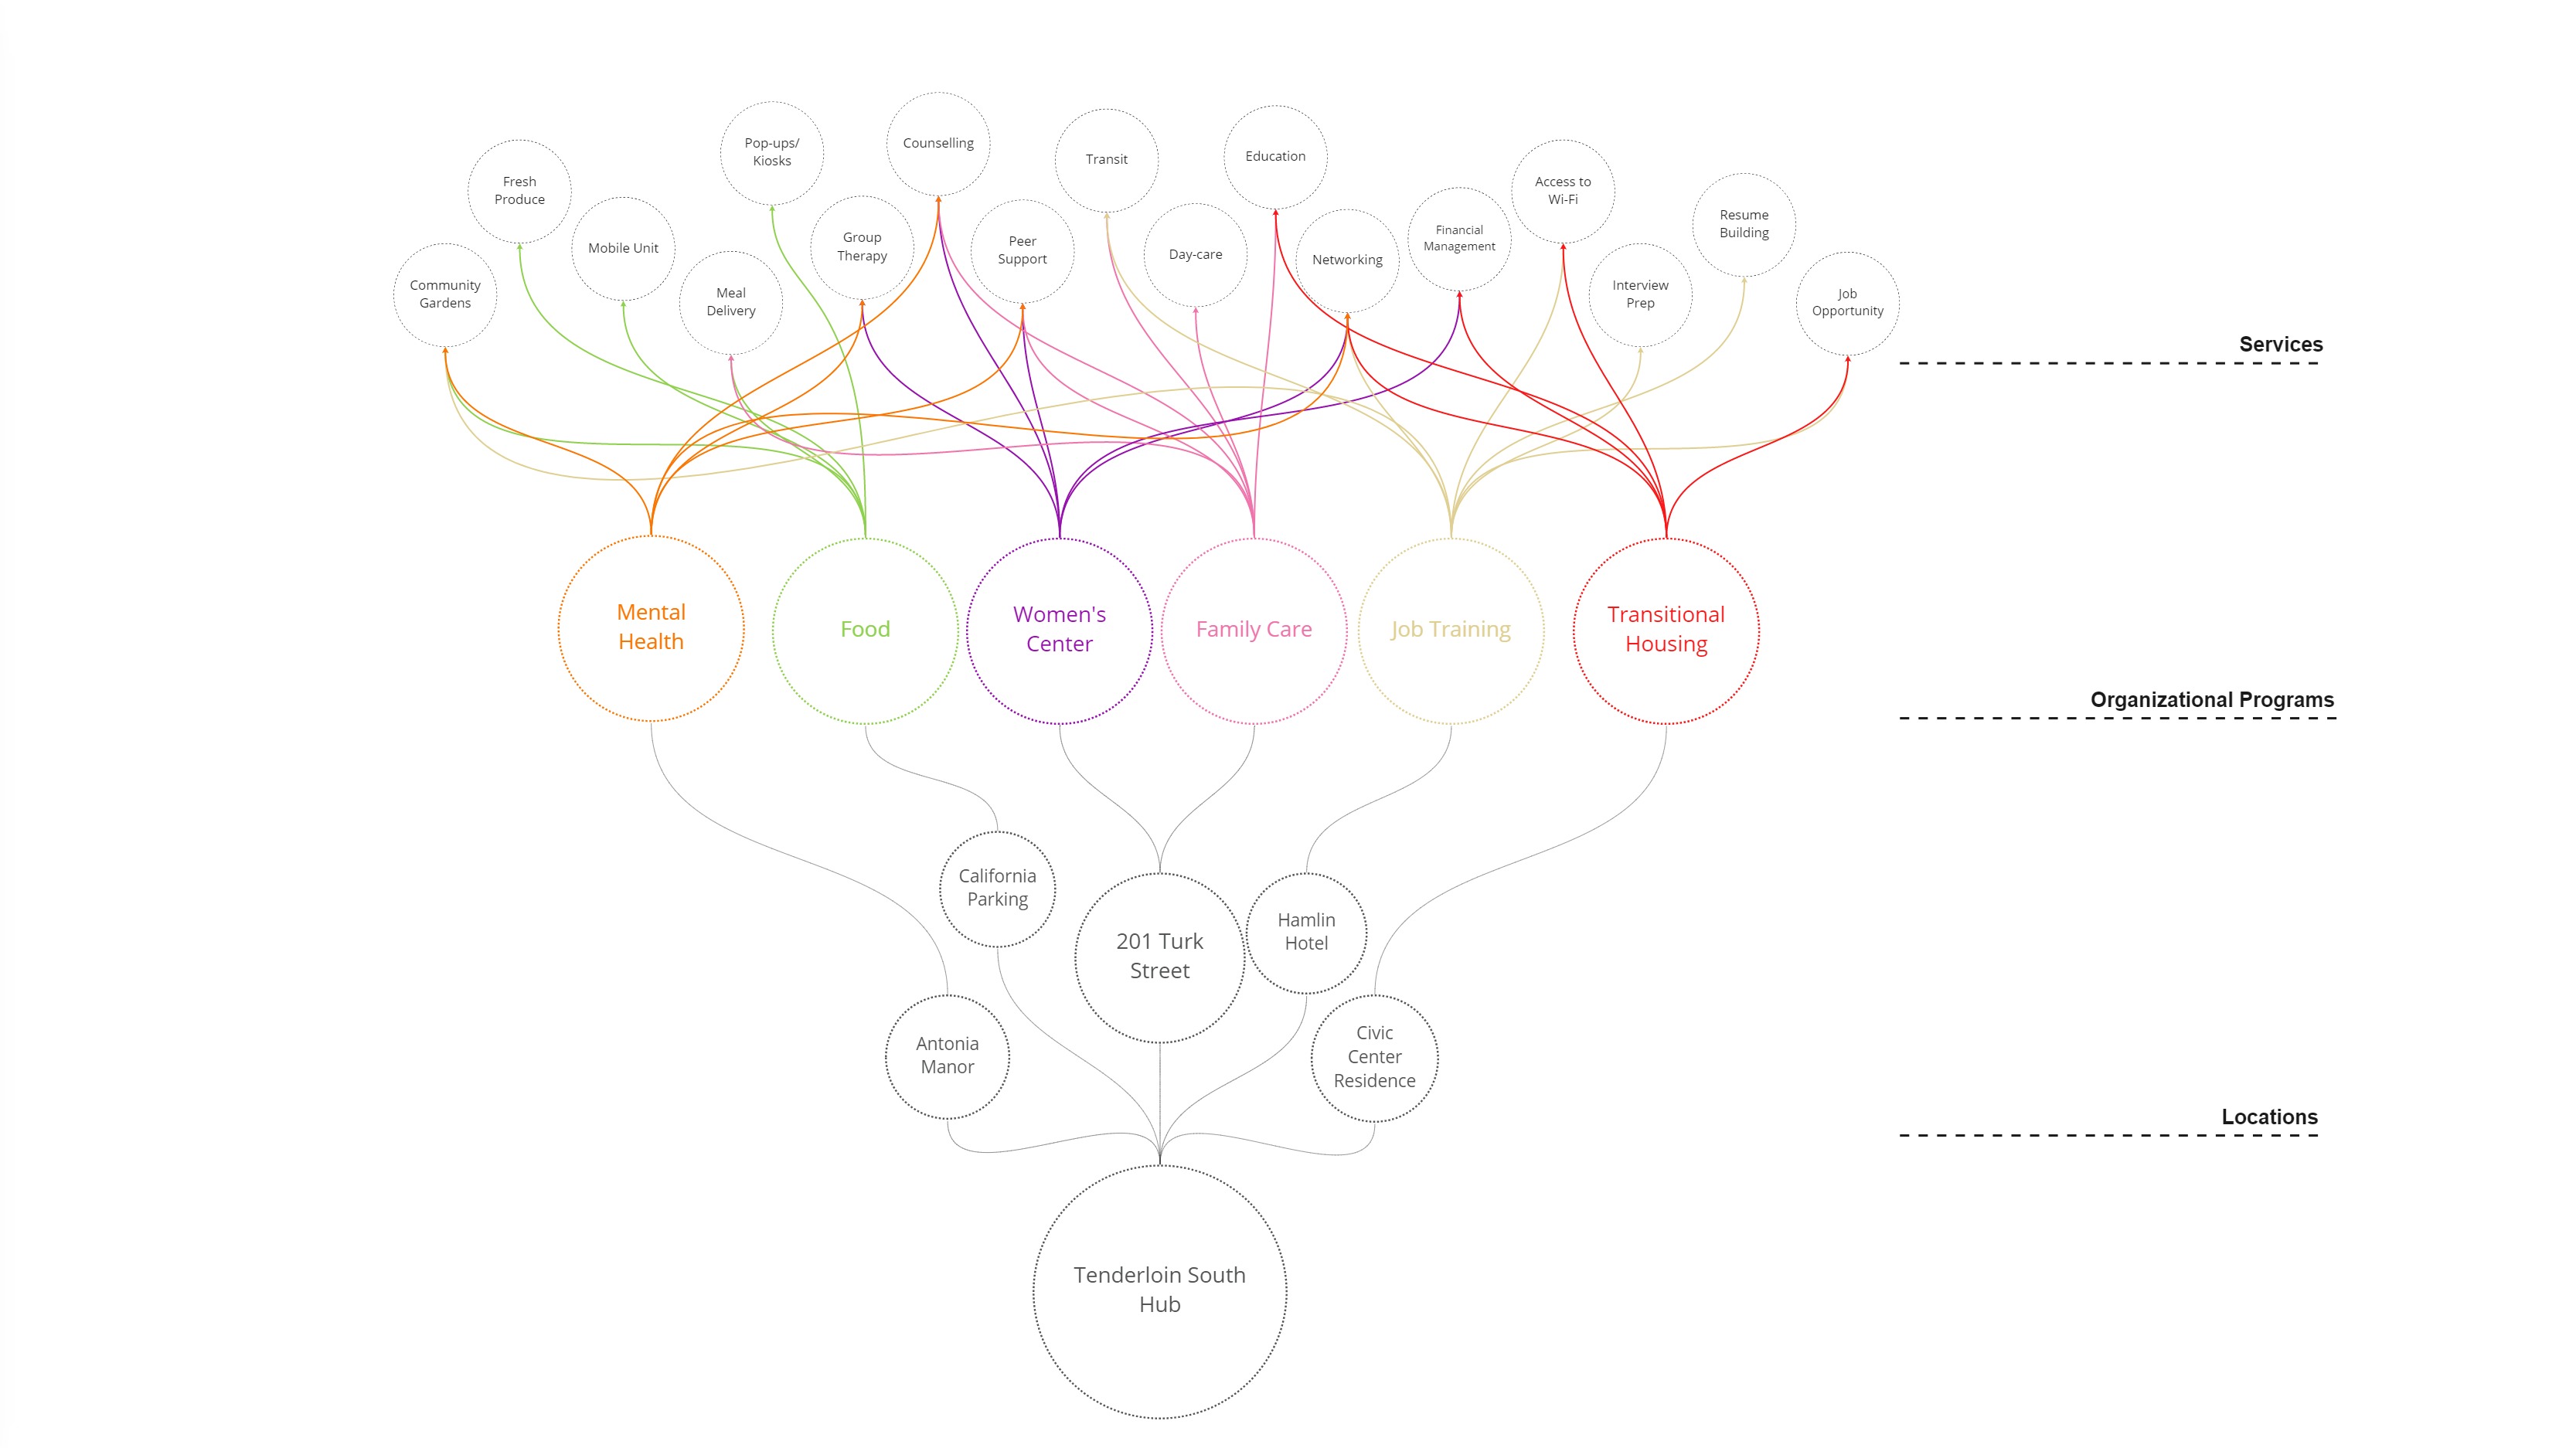 Counselling
Pop-ups/
Kiosks
Transit
Education
Fresh
Produce
Access to
Wi-Fi
Mobile Unit
Group
Therapy
Peer
Support
Day-care
Networking
Financial
Management
Resume
Building
Community
Gardens
Meal
Delivery
Interview
Prep
Job
Opportunity
Services
Mental
Health
Food
Women's
Center
Family Care
Job Training
Transitional
Housing
Organizational Programs
California
Parking
201 Turk
Street
Hamlin
Hotel
Antonia
Manor
Civic
Center
Residence
Locations
Tenderloin South
Hub